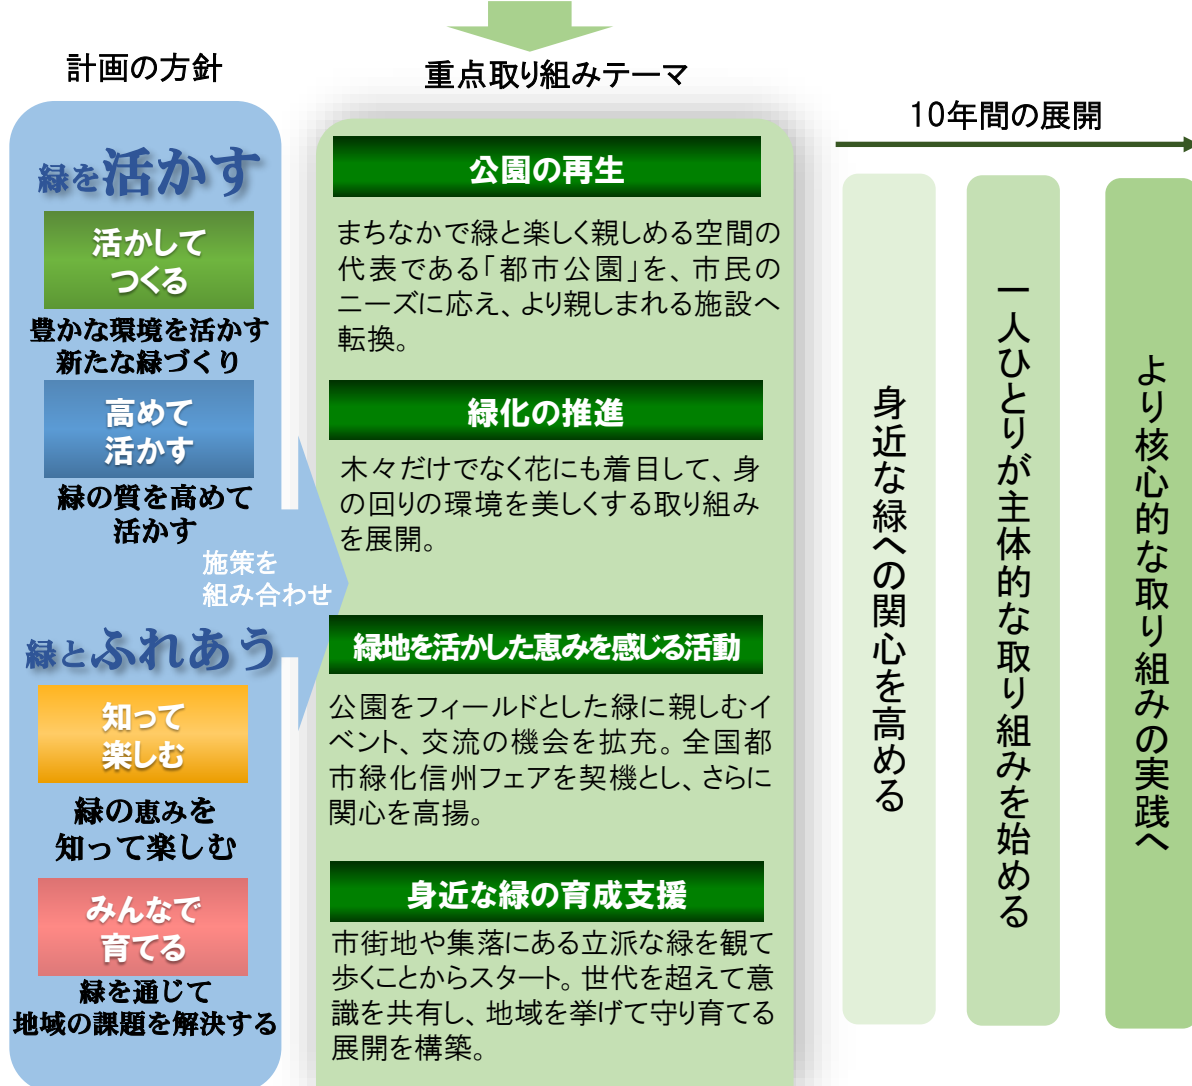 計画の方針
緑を活かす
活かして
つくる
豊かな環境を活かす
新たな緑づくり
高めて
活かす
緑の質を高めて
活かす
施策を
組み合わせ
緑とふれあう
知って
楽しむ
緑の恵みを
知って楽しむ
みんなで
育てる
緑を通じて
地域の課題を解決する
重点取り組みテーマ
公園の再生
まちなかで緑と楽しく親しめる空間の
代表である「都市公園」を、市民の
ニーズに応え、より親しまれる施設へ
転換。
緑化の推進
木々だけでなく花にも着目して、身
の回りの環境を美しくする取り組み
を展開。
緑地を活かした恵みを感じる活動
公園をフィールドとした緑に親しむイ
ベント、交流の機会を拡充。全国都
市緑化信州フェアを契機とし、さらに
関心を高揚。
身近な緑の育成支援
市街地や集落にある立派な緑を観て
歩くことからスタート。世代を超えて意
識を共有し、地域を挙げて守り育てる
展開を構築。
10年間の展開
身近な緑への関心を高める
一人ひとりが主体的な取り組みを始める
より核心的な取り組みの実践へ